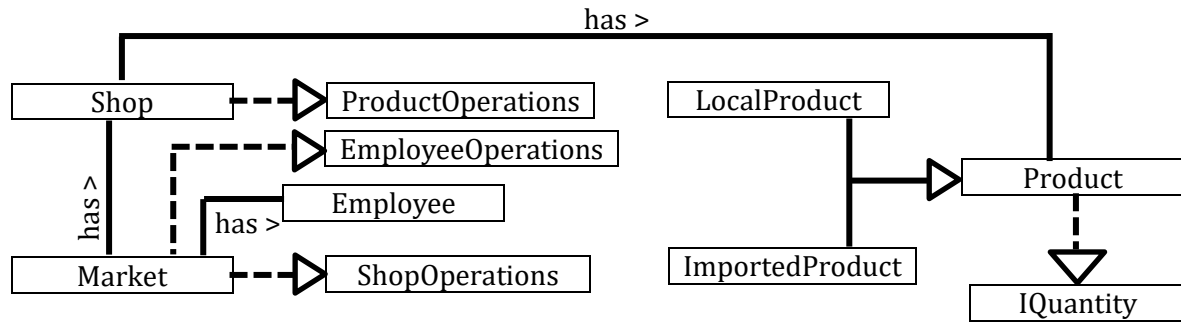 has >
Shop
ProductOperations
LocalProduct
EmployeeOperations
Product
has >
Employee
has >
Market
ShopOperations
ImportedProduct
IQuantity